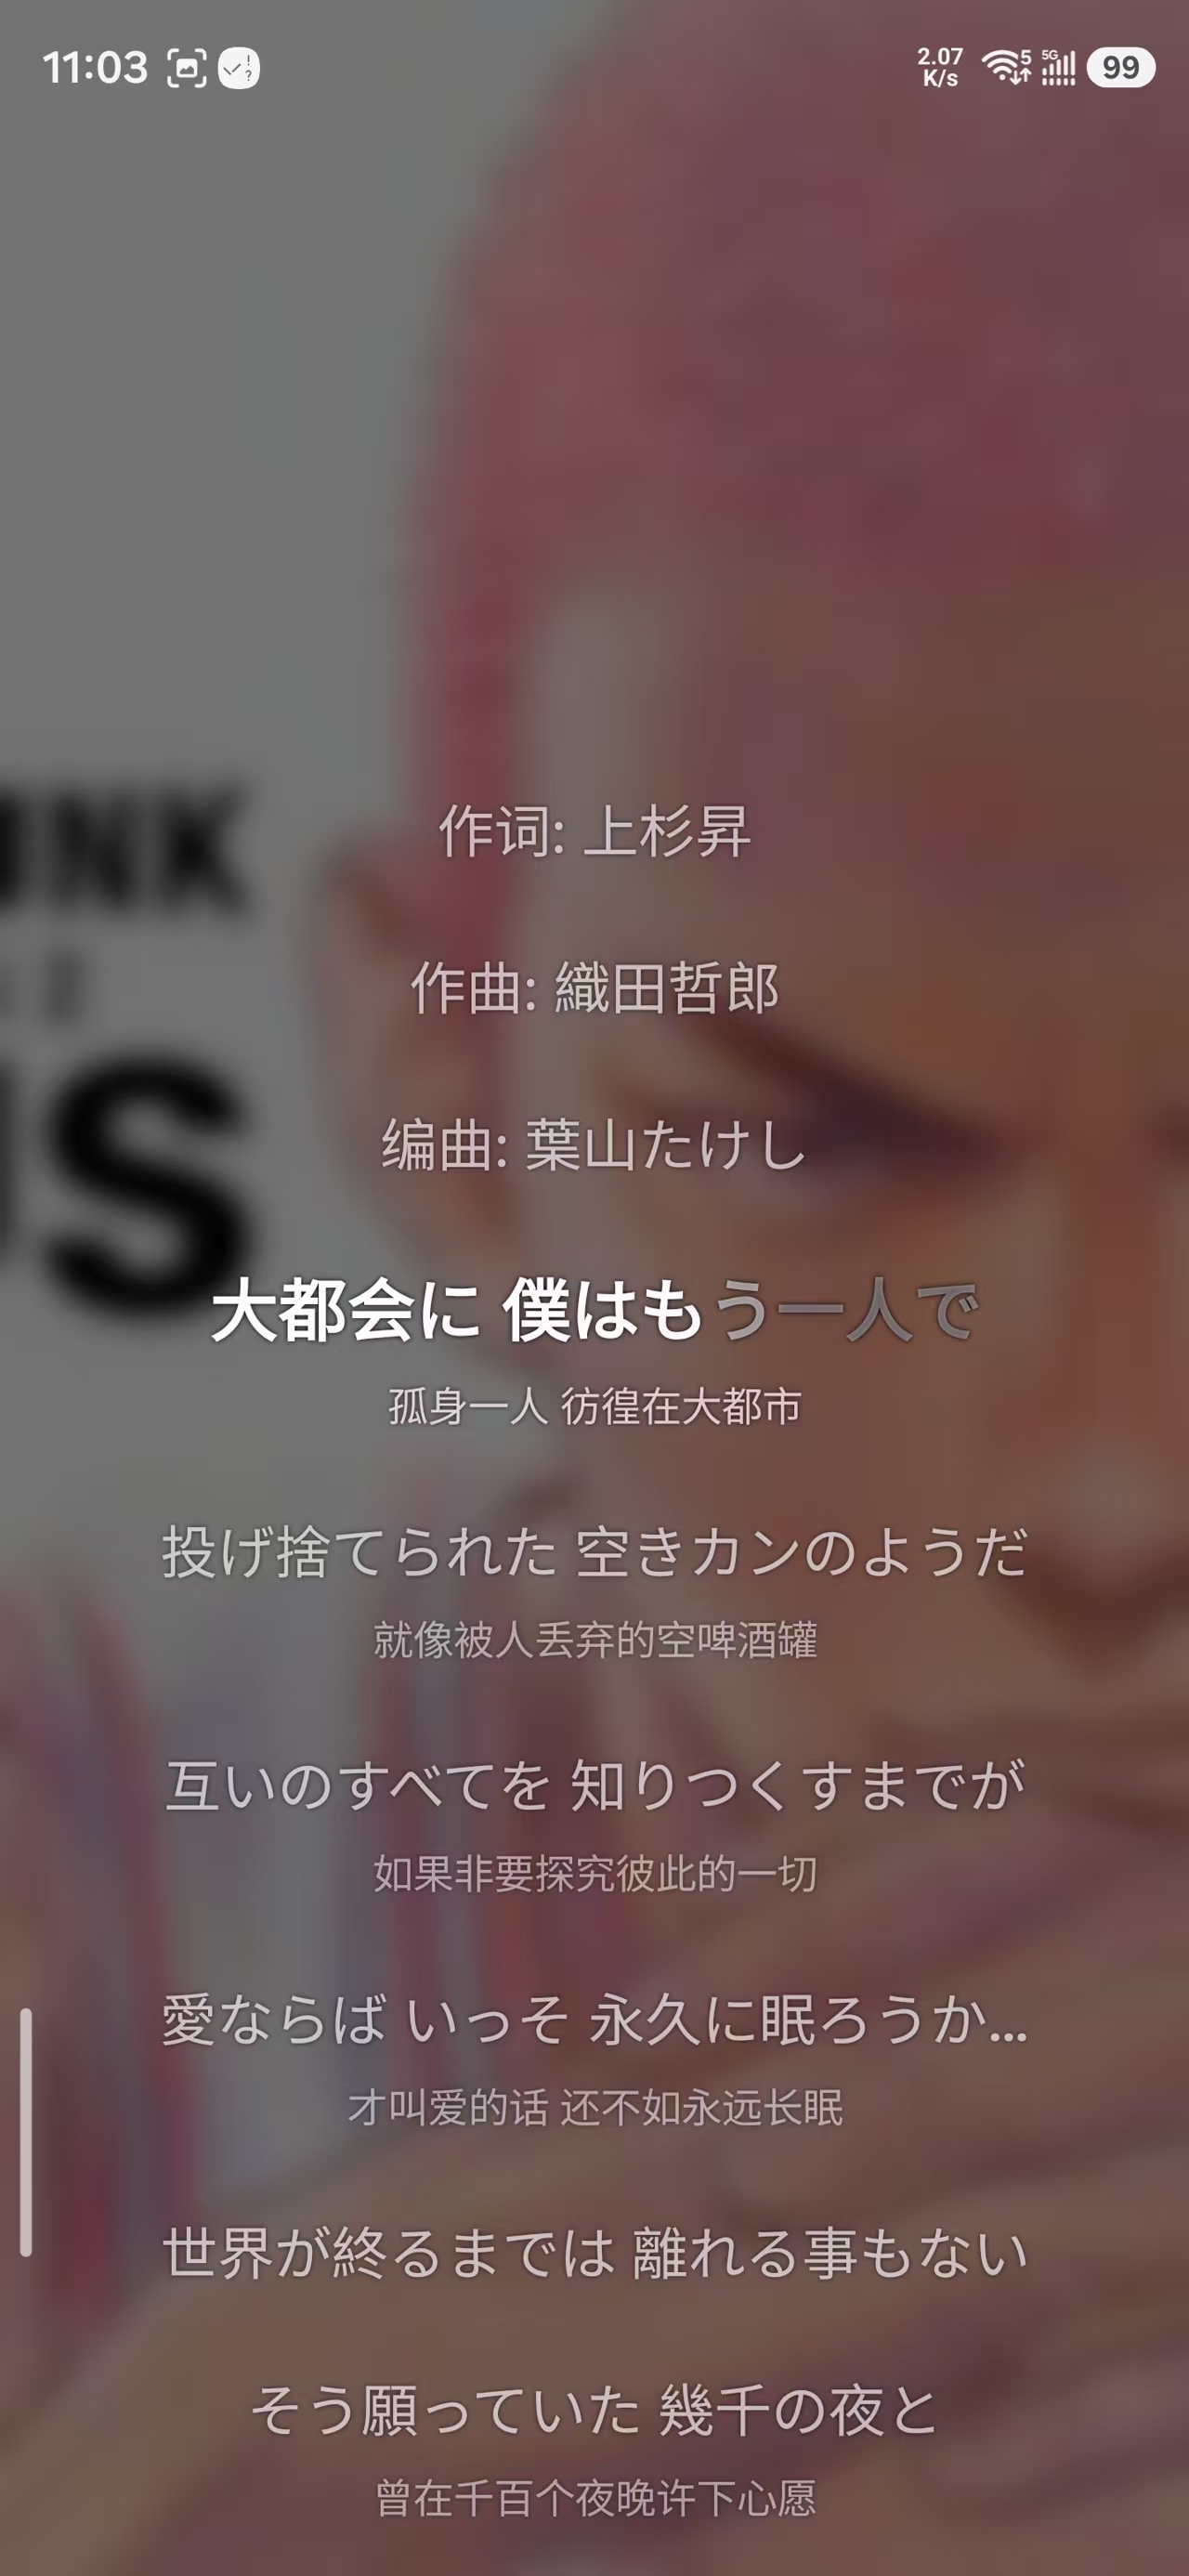 11:03
2.07
K/s
5
5G
99
作词: 上杉昇
作曲: 織田哲郎
编曲: 葉山たけし
大都会に 僕はもう一人で
孤身一人 彷徨在大都市
投げ捨てられた 空きカンのようだ
就像被人丢弃的空啤酒罐
互いのすべてを 知りつくすまでが
如果非要探究彼此的一切
愛ならば いっそ 永久に眠ろうか...
才叫爱的话 还不如永远长眠
世界が終るまでは 離れる事もない
そう願っていた 幾千の夜と
曾在千百个夜晚许下心愿